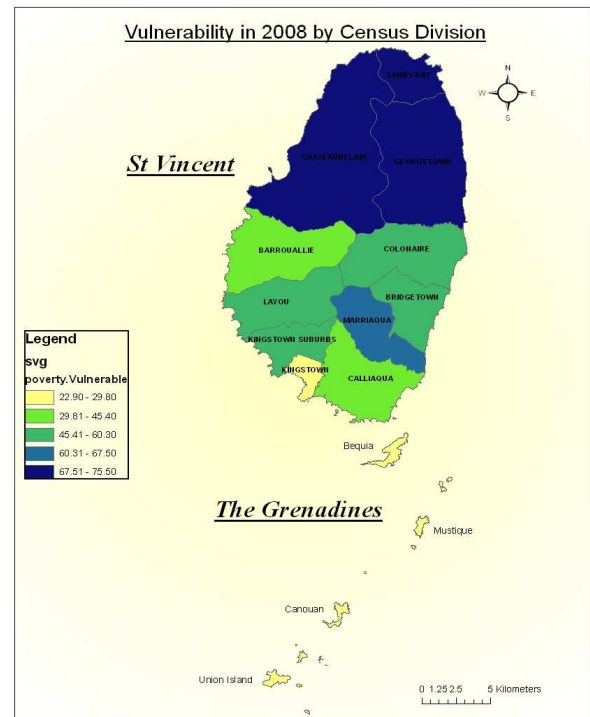 Vulnerability in 2008 by Census Division
N
W E
S
SANDY BAY
CHATEAUBELAIR
GEORGETOWN
St Vincent
BARROUALLIE
COLONAIRE
LAYOU
BRIDGETOWN
MARRIAQUA
KINGSTOWN SUBURBS
KINGSTOWN
CALLIAQUA
Legend
svg
poverty.Vulnerable
22.90 - 29.80
29.81 - 45.40
45.41 - 60.30
60.31 - 67.50
67.51 - 75.50
Bequia
The Grenadines
Mustique
Canouan
Union Island
0 1.25 2.5 5 Kilometers